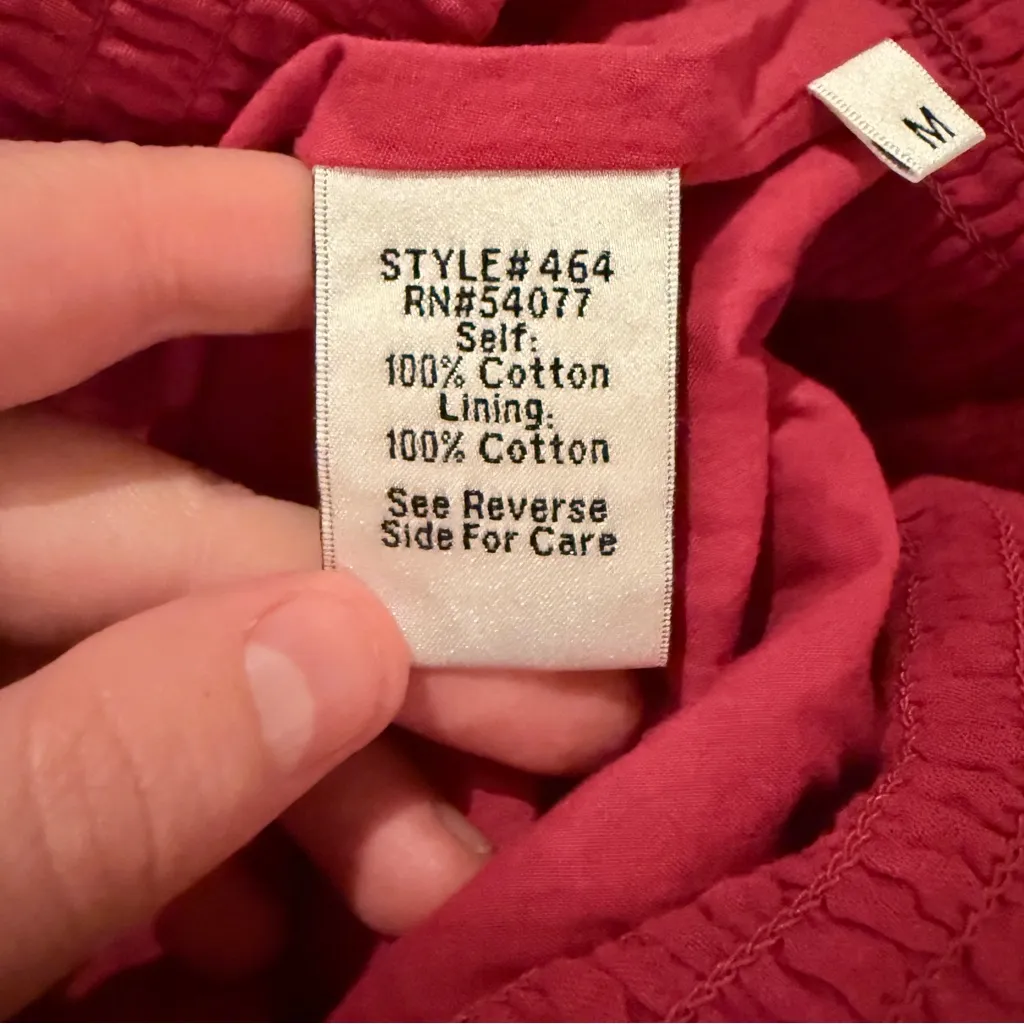 STYLE#464
RN#54077
Self:
100% Cotton
Lining:
100% Cotton
See Reverse
Side For Care
M